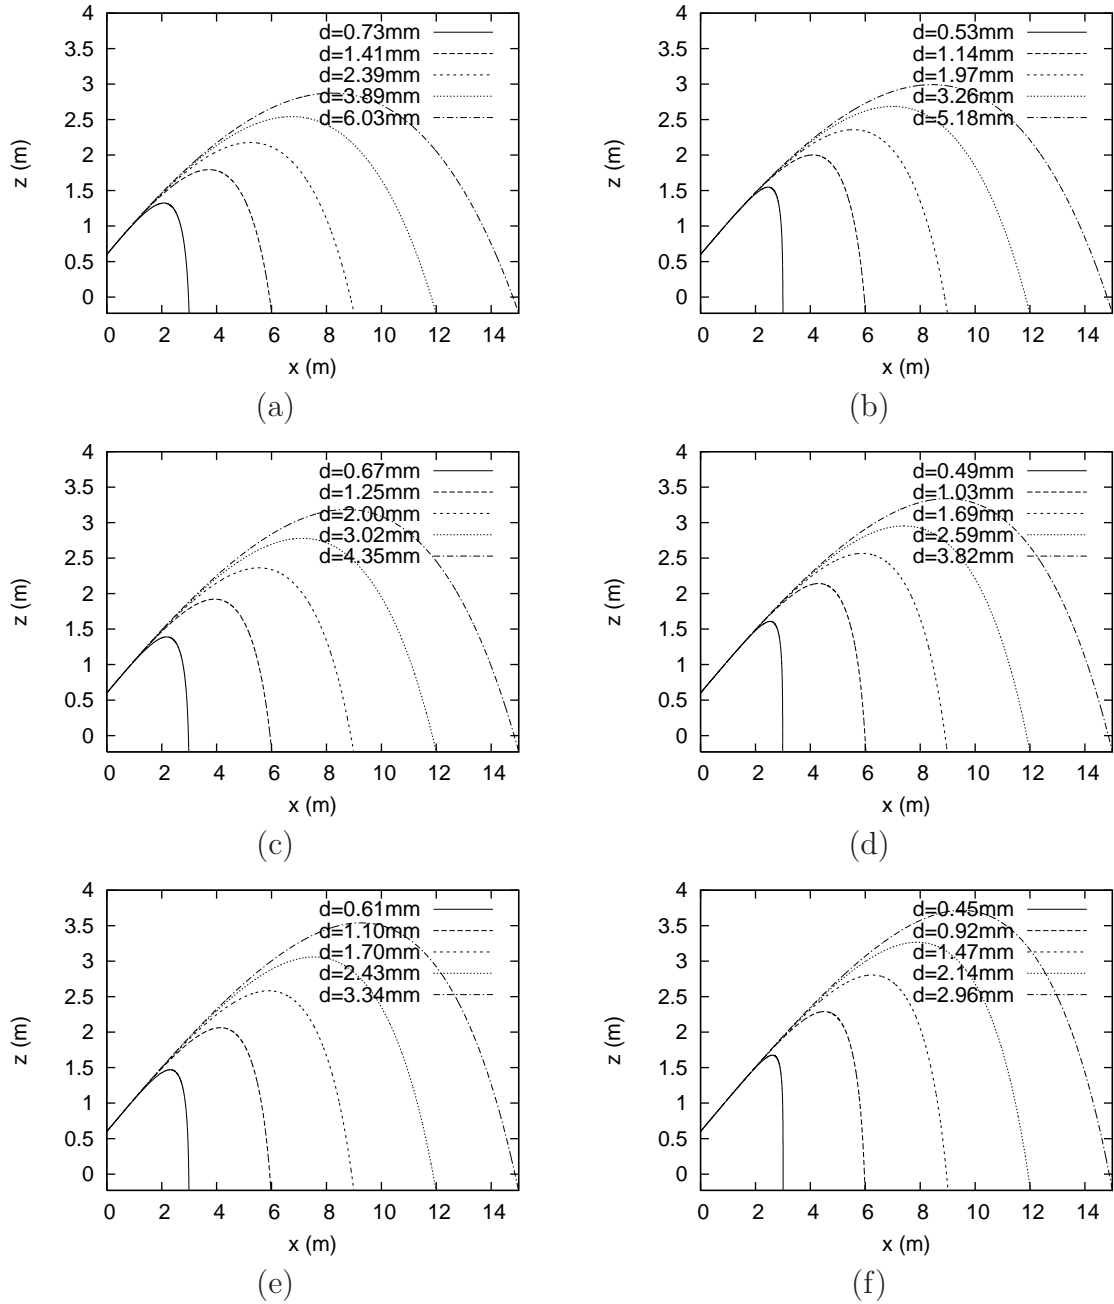 4
3.5
3
2.5
2
1.5
1
0.5
0
z (m)
d=0.73mm
d=1.41mm
d=2.39mm
d=3.89mm
d=6.03mm
0 2 4 6 8 10 12 14
x (m)
(a)
4
3.5
3
2.5
2
1.5
1
0.5
0
z (m)
d=0.53mm
d=1.14mm
d=1.97mm
d=3.26mm
d=5.18mm
0 2 4 6 8 10 12 14
x (m)
(b)
4
3.5
3
2.5
2
1.5
1
0.5
0
z (m)
d=0.67mm
d=1.25mm
d=2.00mm
d=3.02mm
d=4.35mm
0 2 4 6 8 10 12 14
x (m)
(c)
4
3.5
3
2.5
2
1.5
1
0.5
0
z (m)
d=0.49mm
d=1.03mm
d=1.69mm
d=2.59mm
d=3.82mm
0 2 4 6 8 10 12 14
x (m)
(d)
4
3.5
3
2.5
2
1.5
1
0.5
0
z (m)
d=0.61mm
d=1.10mm
d=1.70mm
d=2.43mm
d=3.34mm
0 2 4 6 8 10 12 14
x (m)
(e)
4
3.5
3
2.5
2
1.5
1
0.5
0
z (m)
d=0.45mm
d=0.92mm
d=1.47mm
d=2.14mm
d=2.96mm
0 2 4 6 8 10 12 14
x (m)
(f)